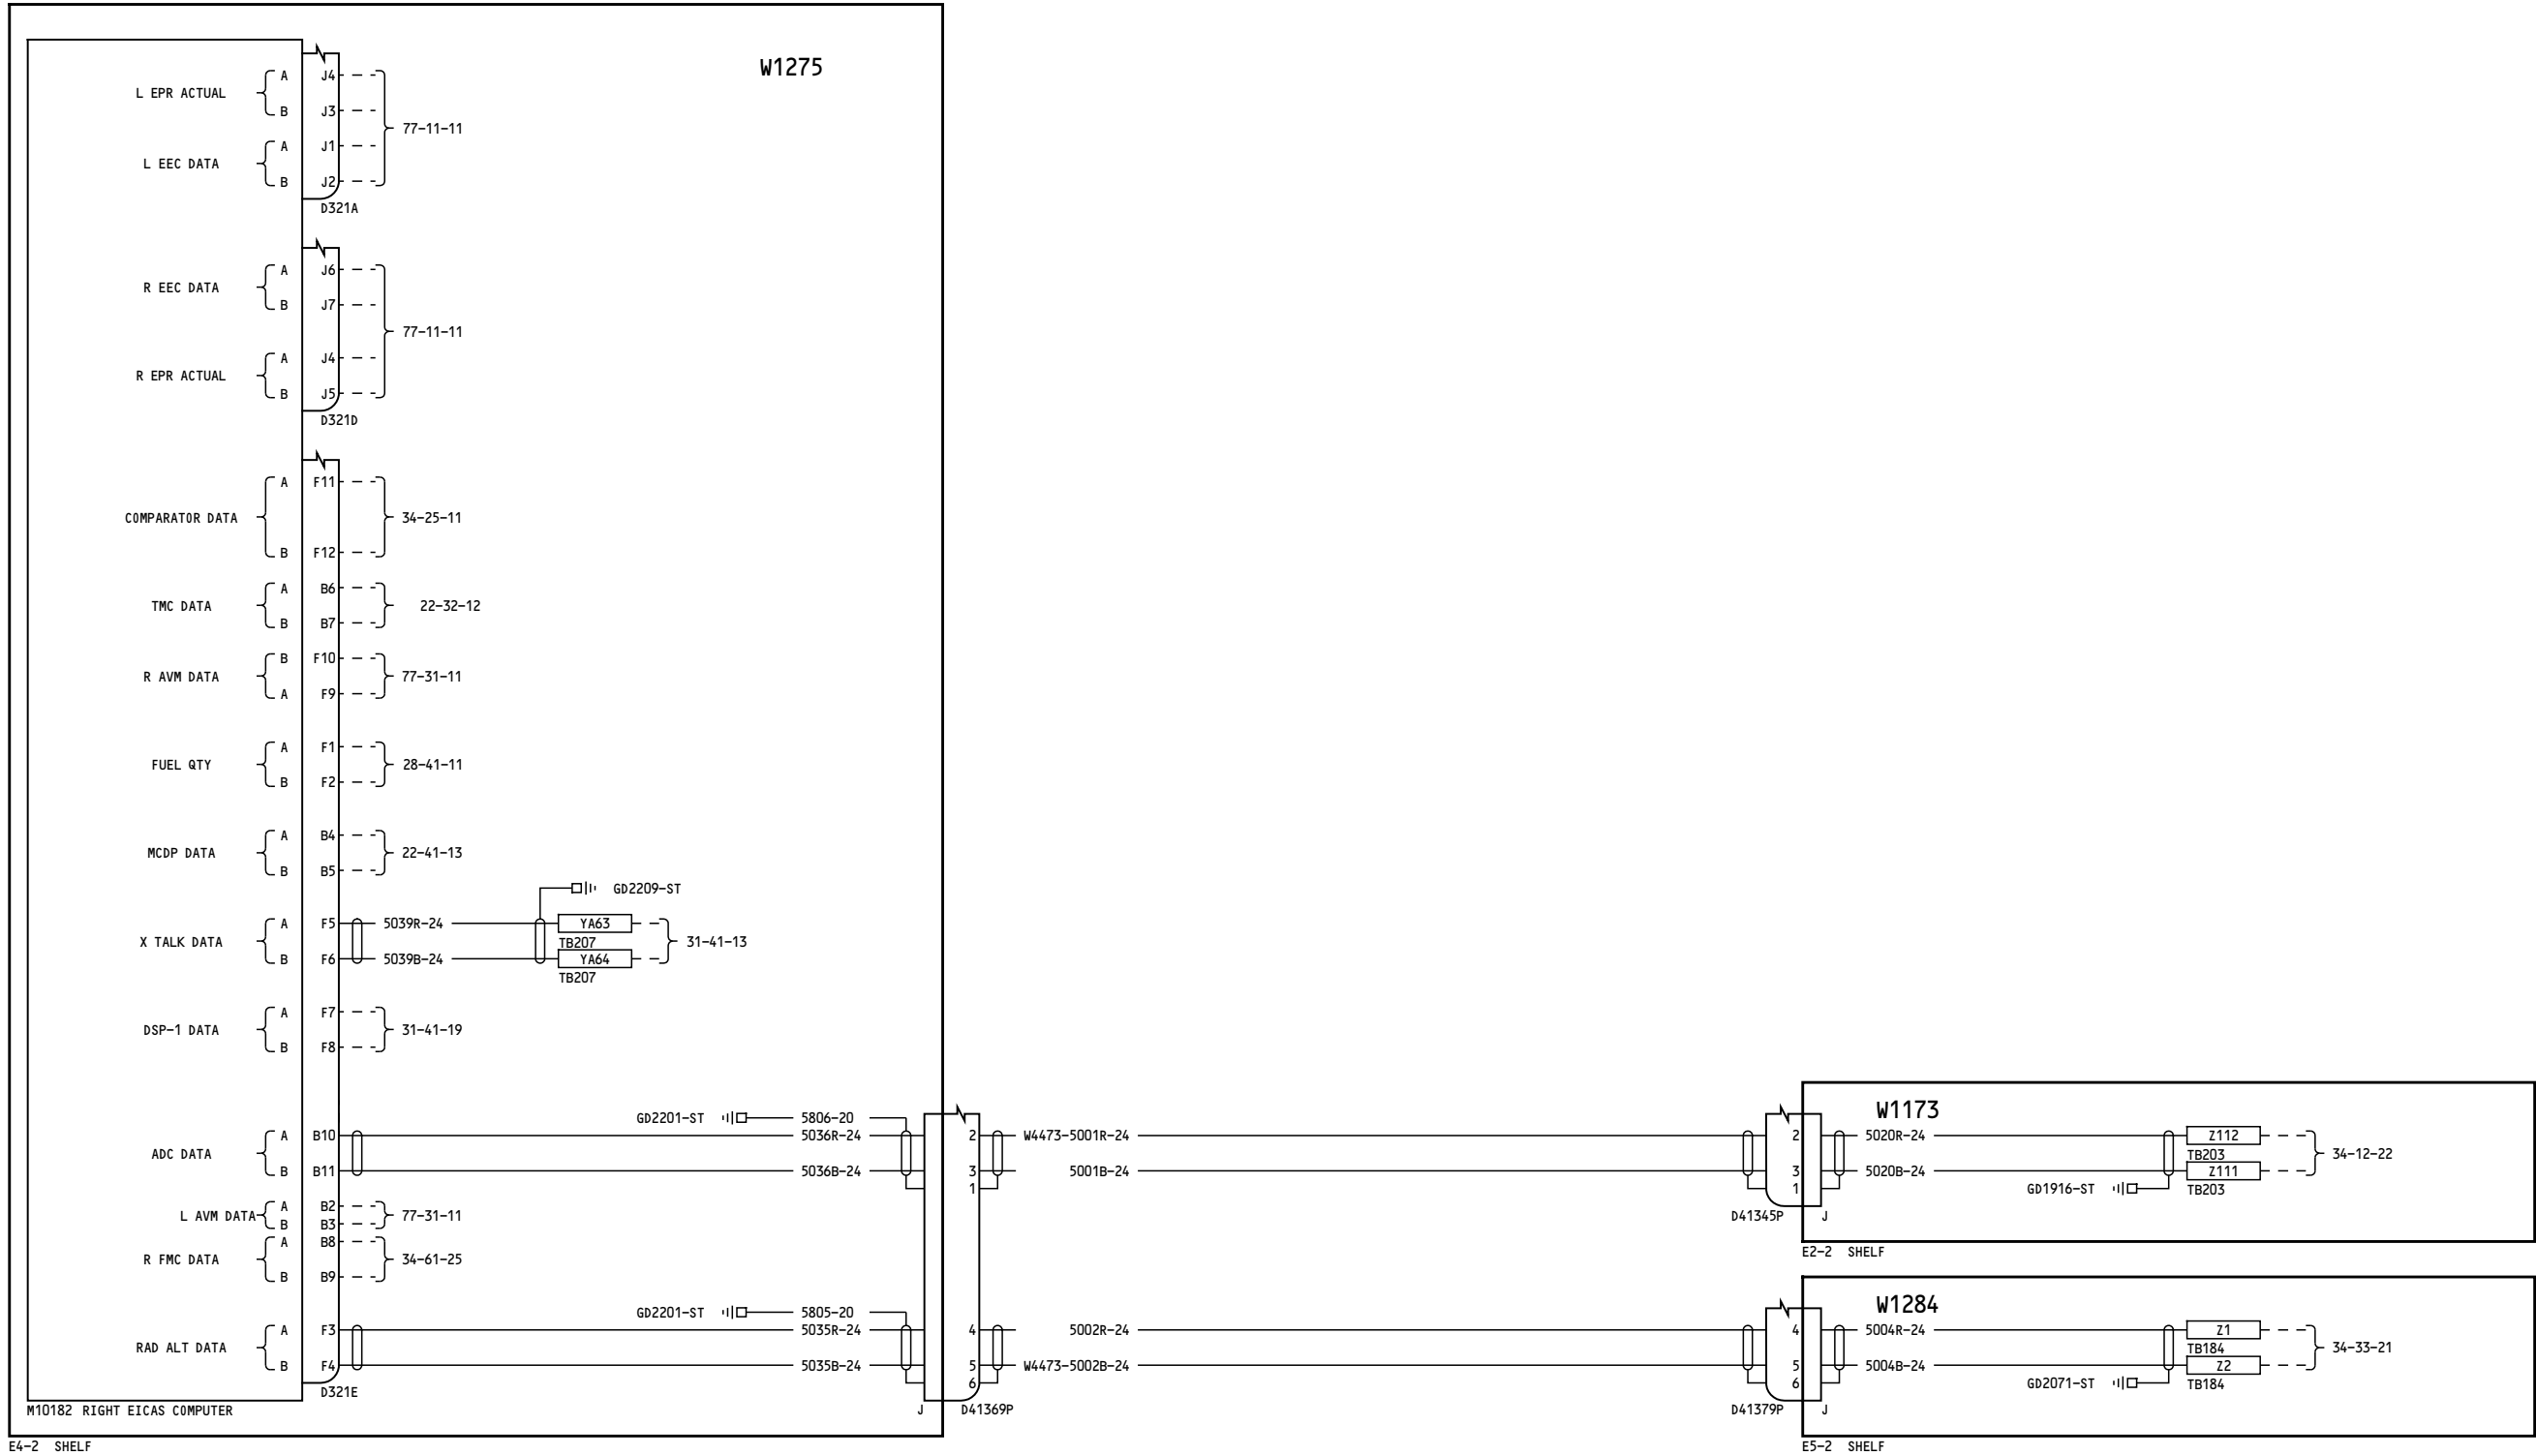 W1275
L EPR ACTUAL
A J4
B J3
77-11-11
L EEC DATA
A J1
B J2
D321A
R EEC DATA
A J6
B J7
77-11-11
R EPR ACTUAL
A J4
B J5
D321D
COMPARATOR DATA
A F11
B F12
34-25-11
TMC DATA
A B6
B B7
22-32-12
R AVM DATA
B F10
A F9
77-31-11
FUEL QTY
A F1
B F2
28-41-11
MCDP DATA
A B4
B B5
22-41-13
GD2209-ST
X TALK DATA
A F5 5039R-24 YA63
TB207
B F6 5039B-24 YA64
TB207
31-41-13
DSP-1 DATA
A F7
B F8
31-41-19
GD2201-ST 5806-20
ADC DATA
A B10 5036R-24 2 W4473-5001R-24 2 5020R-24 Z112
TB203
B B11 5036B-24 3 5001B-24 3 5020B-24 Z111
TB203
1 1 GD1916-ST
34-12-22
W1173
D41345P J
E2-2 SHELF
L AVM DATA
A B2
B B3
77-31-11
R FMC DATA
A B8
B B9
34-61-25
GD2201-ST 5805-20
W1284
RAD ALT DATA
A F3 5035R-24 4 5002R-24 4 5004R-24 Z1
TB184
B F4 5035B-24 5 W4473-5002B-24 5 5004B-24 Z2
TB184
6 6 GD2071-ST
34-33-21
D321E
M10182 RIGHT EICAS COMPUTER
J D41369P
D41379P J
E4-2 SHELF
E5-2 SHELF